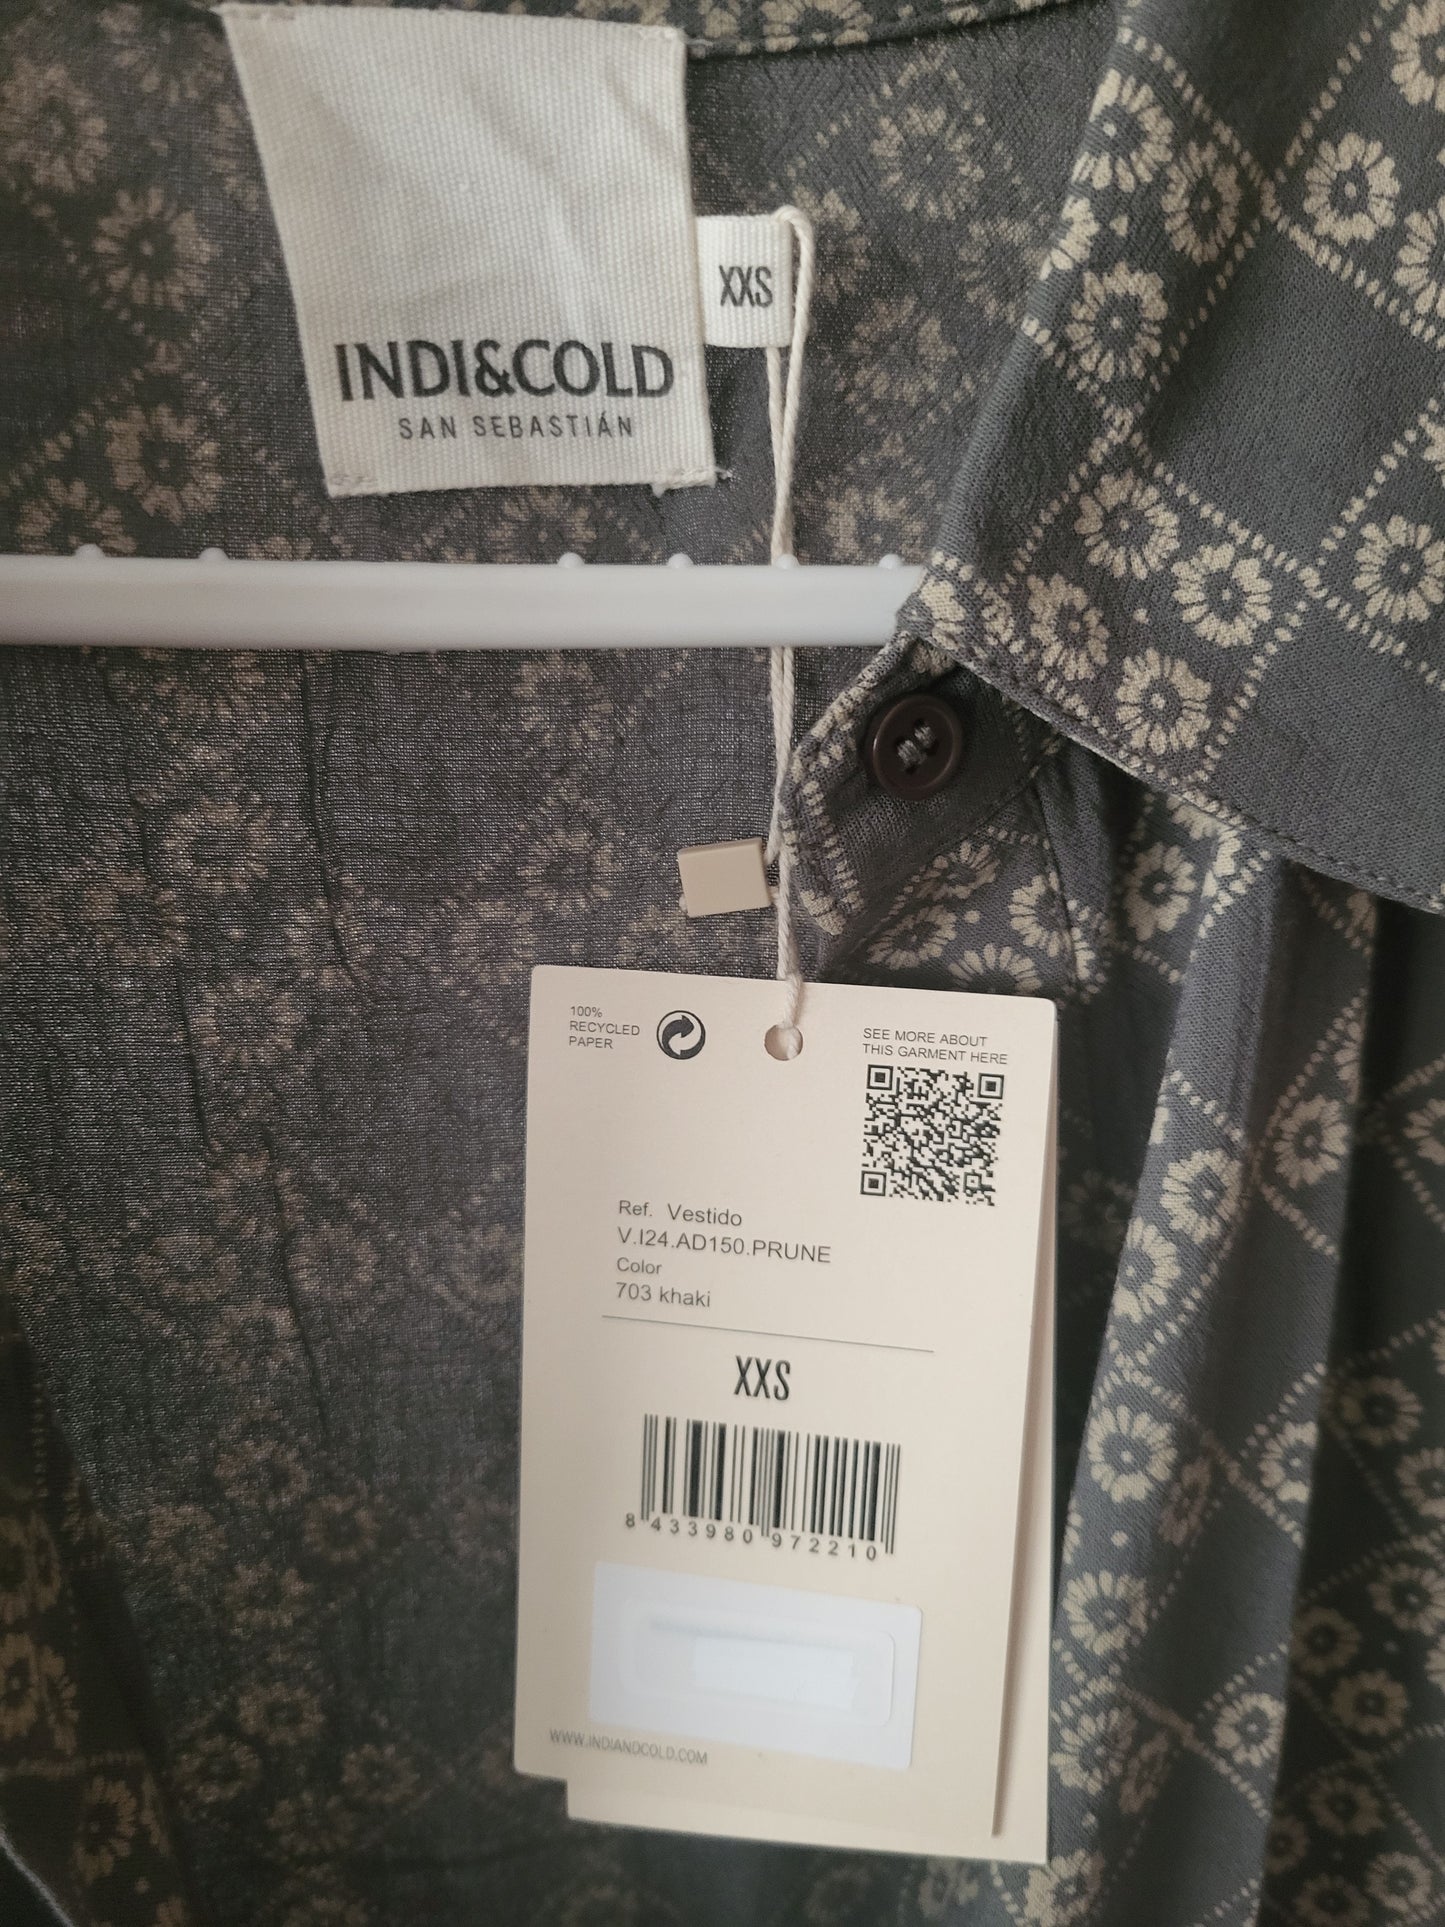 INDI&COLD
SAN SEBASTIÁN
XXS
100%
RECYCLED
PAPER
SEE MORE ABOUT
THIS GARMENT HERE
Ref. Vestido
V.I24.AD150.PRUNE
Color
703 khaki
XXS
8 433980 972210
WWW.INDIANDCOLD.COM